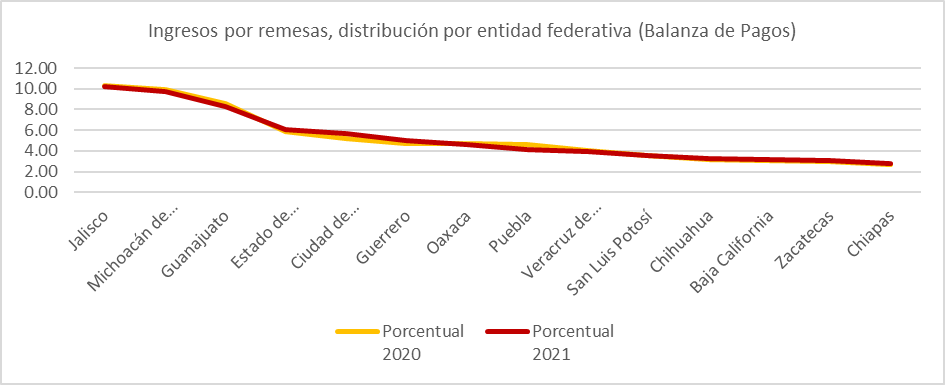 Ingresos por remesas, distribución por entidad federativa (Balanza de Pagos)
12.00
10.00
8.00
6.00
4.00
2.00
0.00
Jalisco
Michoacán de...
Guanajuato
Estado de...
Ciudad de...
Guerrero
Oaxaca
Puebla
Veracruz de...
San Luis Potosí
Chihuahua
Baja California
Zacatecas
Chiapas
Porcentual
2020
Porcentual
2021